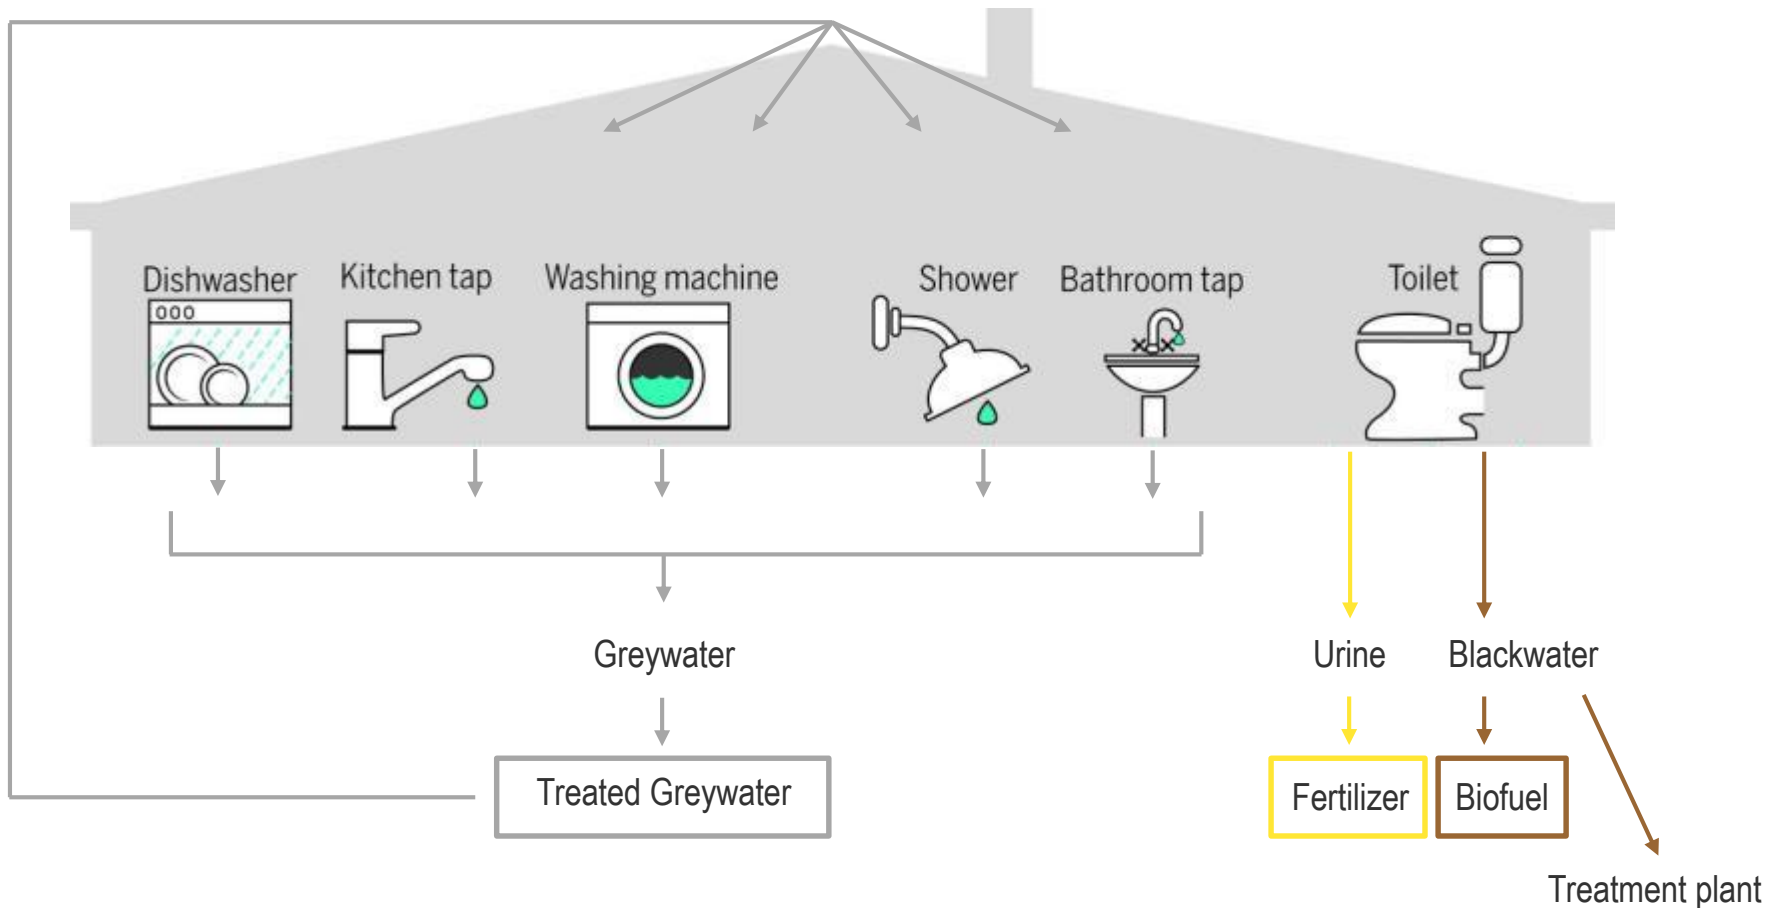 Dishwasher
Kitchen tap
Washing machine
Shower
Bathroom tap
Toilet
Greywater
Urine
Blackwater
Treated Greywater
Fertilizer
Biofuel
Treatment plant